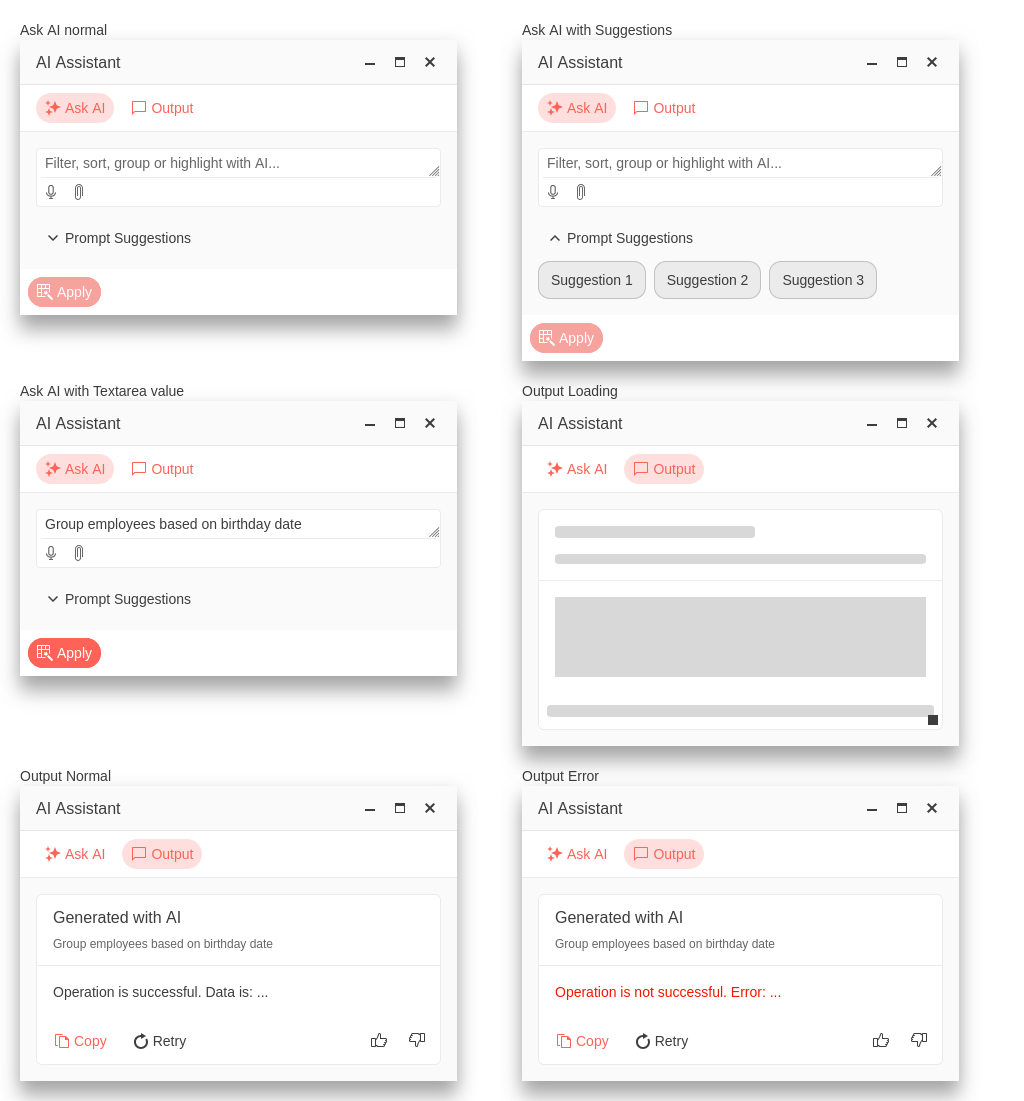 Ask AI normal
AI Assistant
Ask AI Output
Filter, sort, group or highlight with AI...
Prompt Suggestions
Apply
Ask AI with Suggestions
AI Assistant
Ask AI Output
Filter, sort, group or highlight with AI...
Prompt Suggestions
Suggestion 1 Suggestion 2 Suggestion 3
Apply
Ask AI with Textarea value
AI Assistant
Ask AI Output
Group employees based on birthday date
Prompt Suggestions
Apply
Output Loading
AI Assistant
Ask AI Output
Output Normal
AI Assistant
Ask AI Output
Generated with AI
Group employees based on birthday date
Operation is successful. Data is: ...
Copy Retry
Output Error
AI Assistant
Ask AI Output
Generated with AI
Group employees based on birthday date
Operation is not successful. Error: ...
Copy Retry